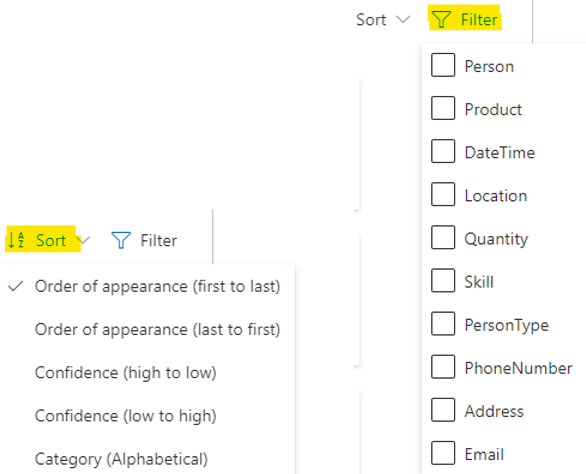 Sort Filter
Person
Product
DateTime
Location
Quantity
Skill
PersonType
PhoneNumber
Address
Email
Sort Filter
Order of appearance (first to last)
Order of appearance (last to first)
Confidence (high to low)
Confidence (low to high)
Category (Alphabetical)